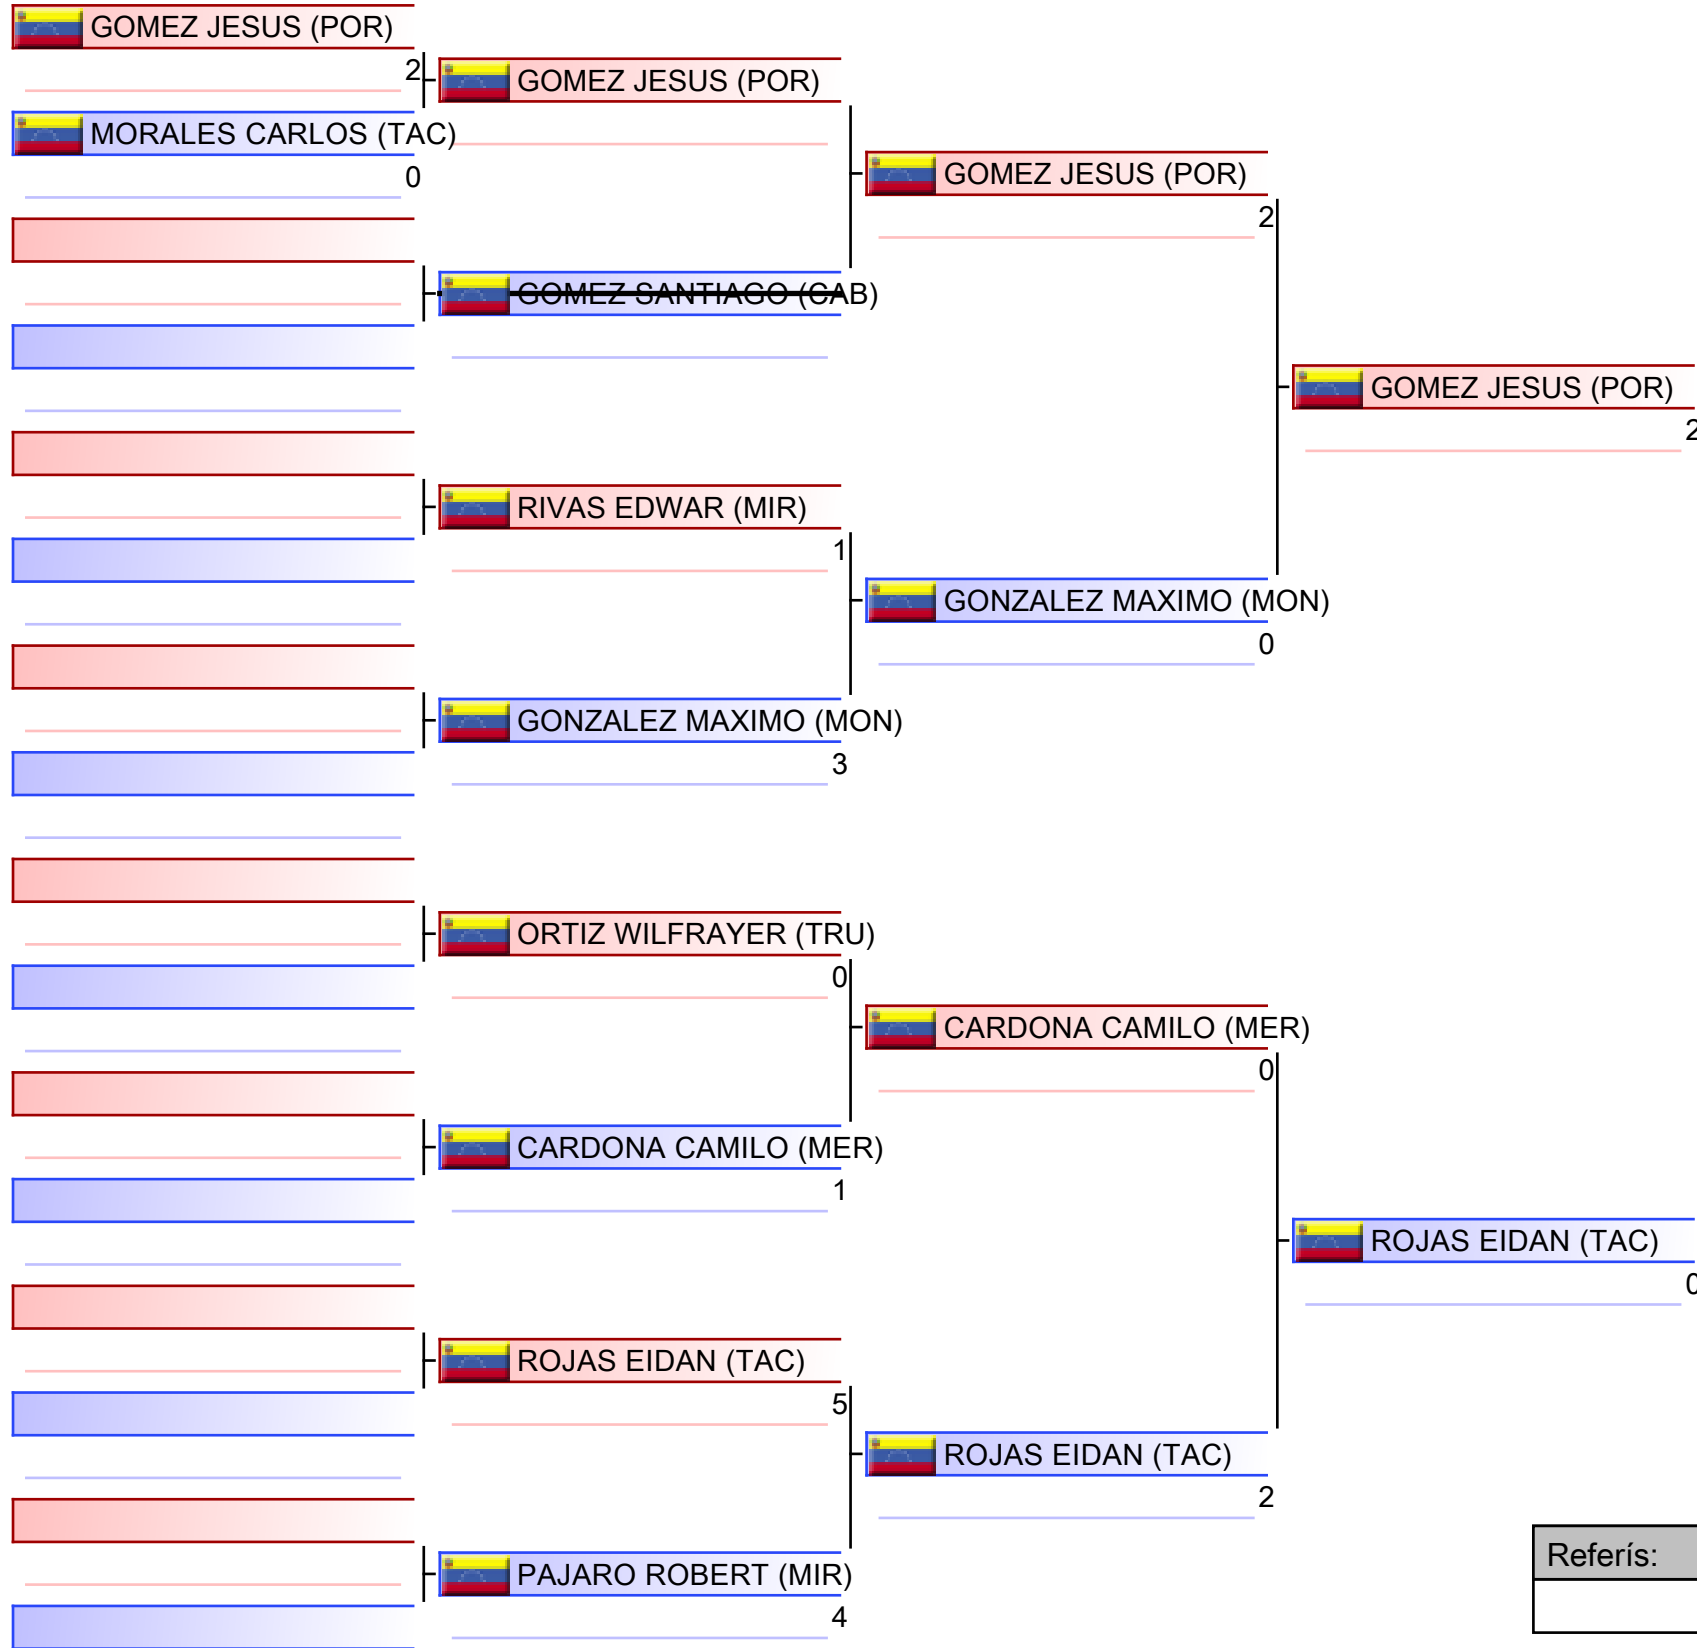 GOMEZ JESUS (POR)
2
MORALES CARLOS (TAC)
0
GOMEZ JESUS (POR)
GOMEZ SANTIAGO (CAB)
RIVAS EDWAR (MIR)
1
GONZALEZ MAXIMO (MON)
3
ORTIZ WILFRAYER (TRU)
0
CARDONA CAMILO (MER)
1
ROJAS EIDAN (TAC)
5
PAJARO ROBERT (MIR)
4
GOMEZ JESUS (POR)
2
GONZALEZ MAXIMO (MON)
0
CARDONA CAMILO (MER)
0
ROJAS EIDAN (TAC)
2
GOMEZ JESUS (POR)
2
ROJAS EIDAN (TAC)
0
Referís: